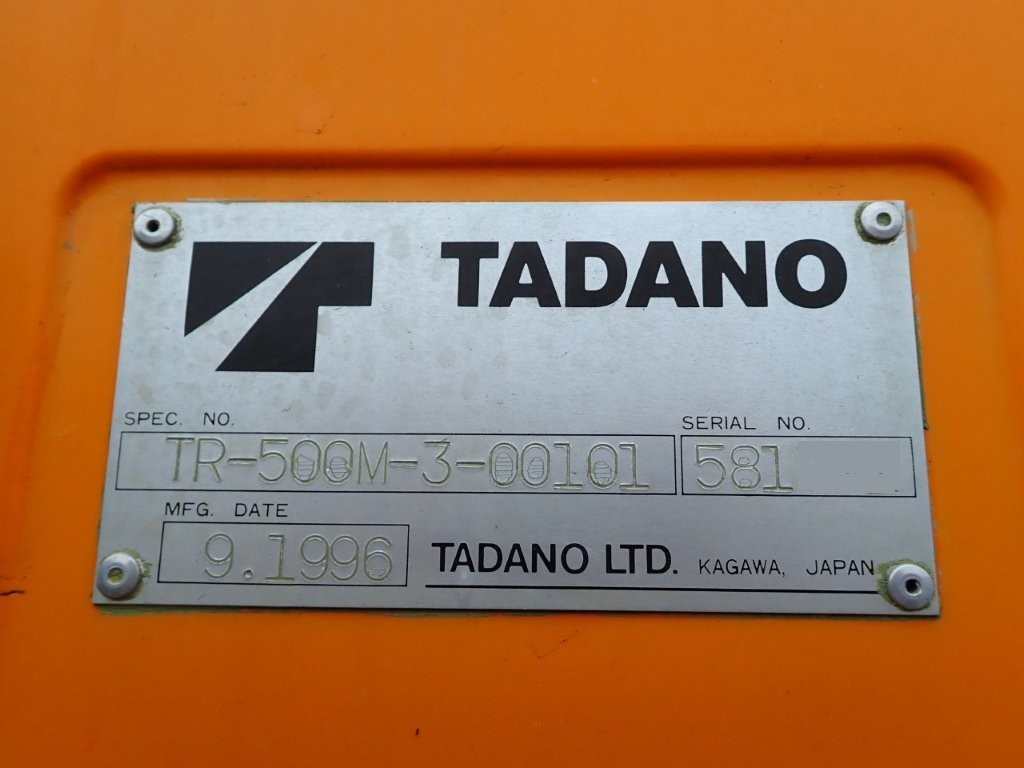 TADANO
SPEC. NO. SERIAL NO.
TR-500M-3-00101 581
MFG. DATE
9.1996 TADANO LTD. KAGAWA, JAPAN